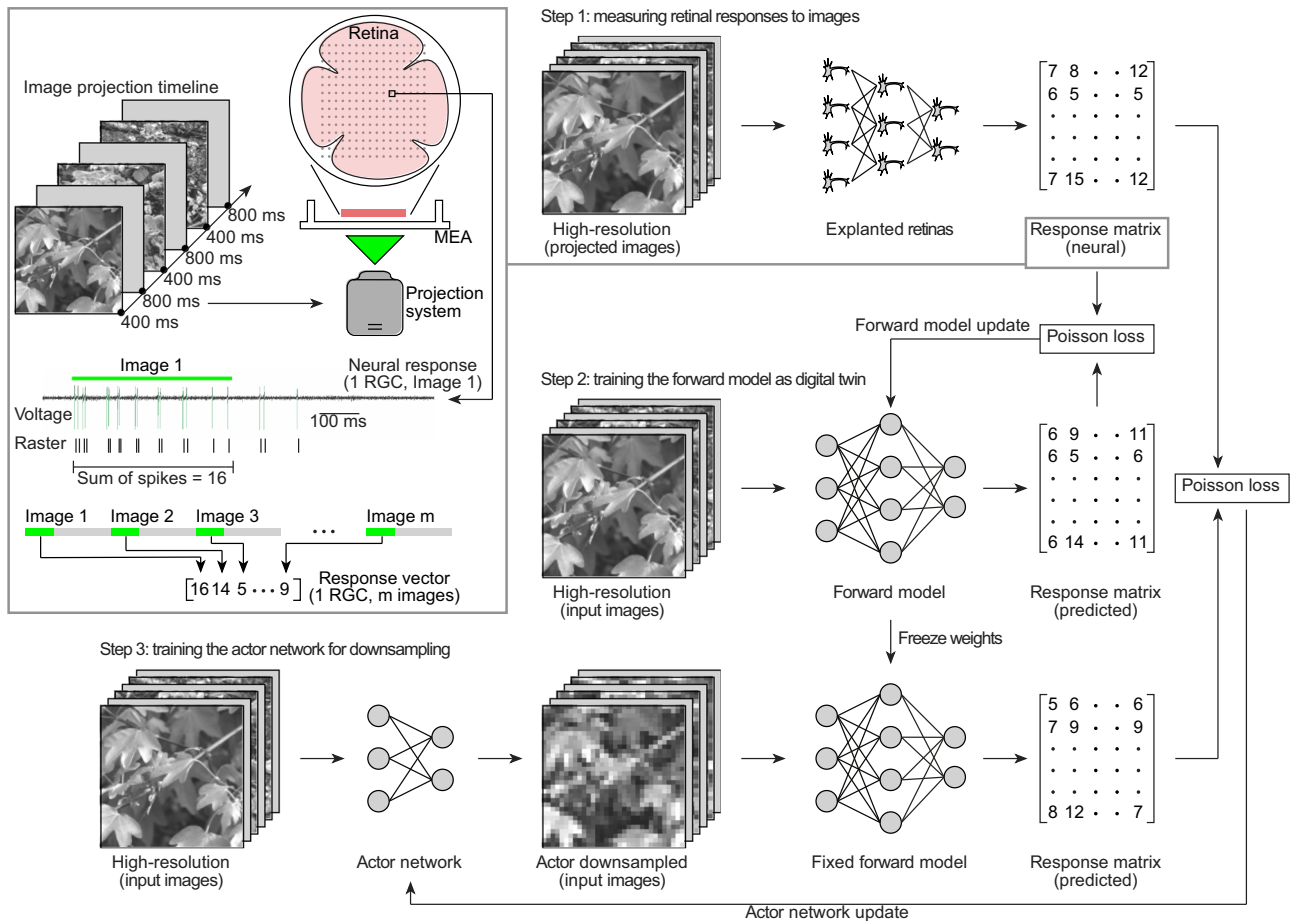 Image projection timeline
Retina
800 ms
400 ms
800 ms
400 ms
800 ms
400 ms
MEA
Projection
system
Image 1
Neural response
(1 RGC, Image 1)
Voltage
100 ms
Raster
Sum of spikes = 16
Image 1 Image 2 Image 3 • • • Image m
[16 14 5 • • • 9]
Response vector
(1 RGC, m images)
Step 1: measuring retinal responses to images
High-resolution
(projected images)
Explanted retinas
7 8 • • 12
6 5 • • 5
• • • • •
• • • • •
7 15 • • 12
Response matrix
(neural)
Forward model update
Poisson loss
Step 2: training the forward model as digital twin
High-resolution
(input images)
Forward model
6 9 • • 11
6 5 • • 6
• • • • •
• • • • •
6 14 • • 11
Response matrix
(predicted)
Poisson loss
Freeze weights
Step 3: training the actor network for downsampling
High-resolution
(input images)
Actor network
Actor downsampled
(input images)
Fixed forward model
5 6 • • 6
7 9 • • 9
• • • • •
• • • • •
8 12 • • 7
Response matrix
(predicted)
Actor network update